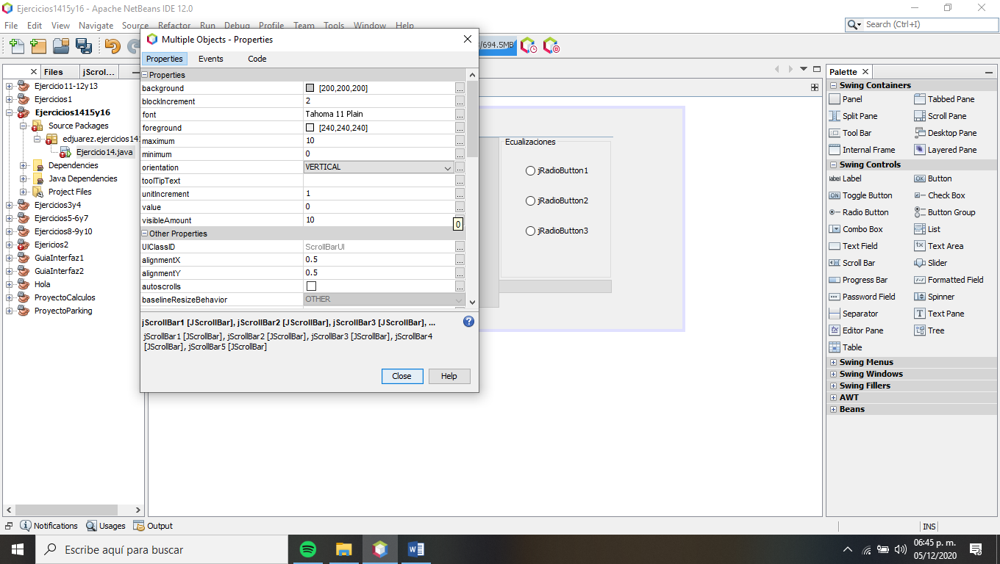 Ejercicios1415y16 - Apache NetBeans IDE 12.0
File Edit View Navigate Source Refactor Run Debug Profile Team Tools Window Help
Search (Ctrl+I)
/694.5MB
Files jScrol...
Ejercicio11-12y13
Ejercicios1
Ejercicios1415y16
Source Packages
edjuarez.ejercicios14
Ejercicio14.java
Dependencies
Java Dependencies
Project Files
Ejercicios3y4
Ejercicios5-6y7
Ejercicios8-9y10
Ejericios2
GuiaInterfaz1
GuiaInterfaz2
Hola
ProyectoCalculos
ProyectoParking
Multiple Objects - Properties
Properties Events Code
Properties
background [200,200,200] ...
blockIncrement 2 ...
font Tahoma 11 Plain ...
foreground [240,240,240] ...
maximum 10 ...
minimum 0 ...
orientation VERTICAL ...
toolTipText ...
unitIncrement 1 ...
value 0 ...
visibleAmount 10
0
Other Properties
UIClassID ScrollBarUI ...
alignmentX 0.5 ...
alignmentY 0.5 ...
autoscrolls ...
baselineResizeBehavior OTHER
jScrollBar1 [JScrollBar], jScrollBar2 [JScrollBar], jScrollBar3 [JScrollBar], ...
jScrollBar1 [JScrollBar], jScrollBar2 [JScrollBar], jScrollBar3 [JScrollBar], jScrollBar4
[JScrollBar], jScrollBar5 [JScrollBar]
Close Help
Ecualizaciones
jRadioButton1
jRadioButton2
jRadioButton3
Palette
Swing Containers
Panel Tabbed Pane
Split Pane Scroll Pane
Tool Bar Desktop Pane
Internal Frame Layered Pane
Swing Controls
label Label OK Button
ON Toggle Button Check Box
Radio Button Button Group
Combo Box List
Text Field tx Text Area
Scroll Bar Slider
Progress Bar Formatted Field
Password Field Spinner
Separator T Text Pane
Editor Pane Tree
Table
Swing Menus
Swing Windows
Swing Fillers
AWT
Beans
Notifications Usages Output
INS
Escribe aquí para buscar
06:45 p. m.
05/12/2020